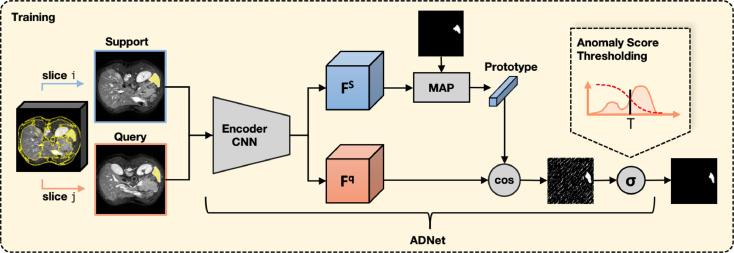 Training
Support
slice i
Query
slice j
Encoder
CNN
F^S
F^q
MAP
Prototype
cos
Anomaly Score
Thresholding
T
σ
ADNet